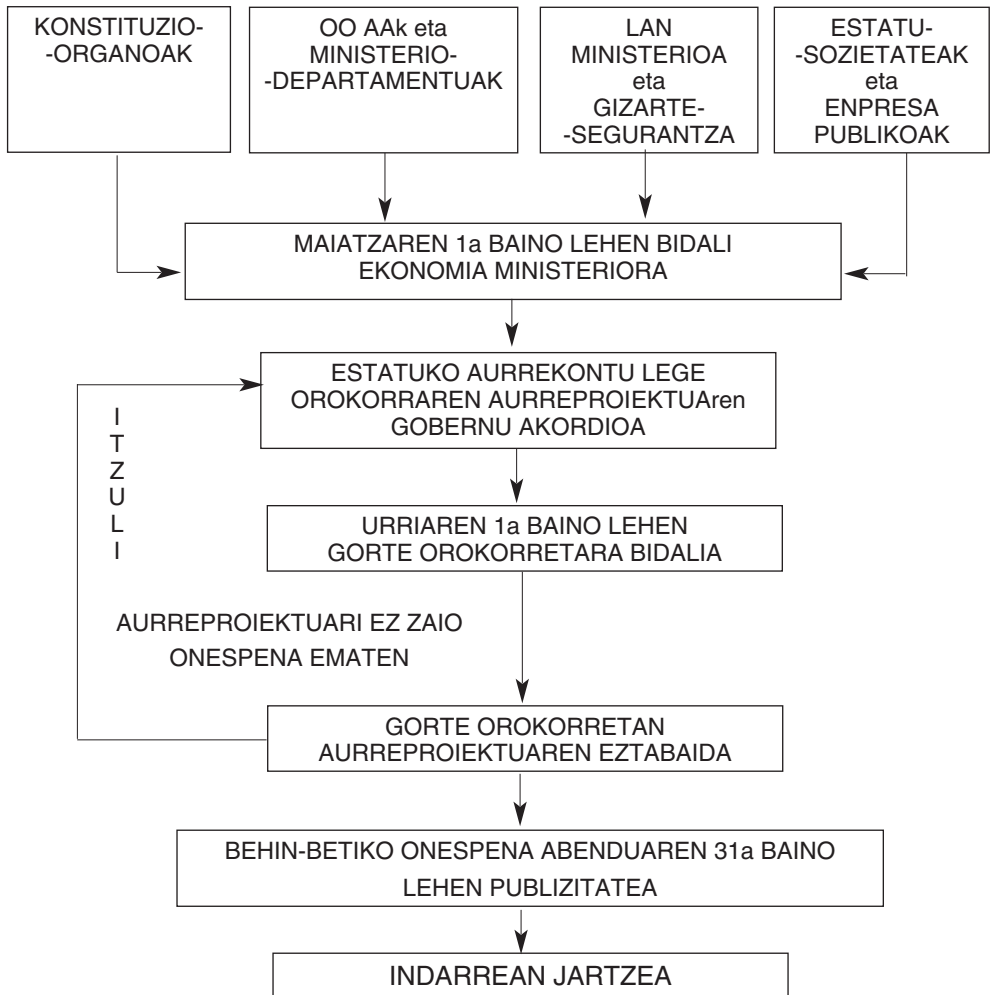 KONSTITUZIO-
-ORGANOAK
OO AAk eta
MINISTERIO-
-DEPARTAMENTUAK
LAN
MINISTERIOA
eta
GIZARTE-
-SEGURANTZA
ESTATU-
-SOZIETATEAK
eta
ENPRESA
PUBLIKOAK
MAIATZAREN 1a BAINO LEHEN BIDALI
EKONOMIA MINISTERIORA
ESTATUKO AURREKONTU LEGE
OROKORRAREN AURREPROIEKTUAren
GOBERNU AKORDIOA
I
T
Z
U
L
I
URRIAREN 1a BAINO LEHEN
GORTE OROKORRETARA BIDALIA
AURREPROIEKTUARI EZ ZAIO
ONESPENA EMATEN
GORTE OROKORRETAN
AURREPROIEKTUAREN EZTABAIDA
BEHIN-BETIKO ONESPENA ABENDUAREN 31a BAINO
LEHEN PUBLIZITATEA
INDARREAN JARTZEA